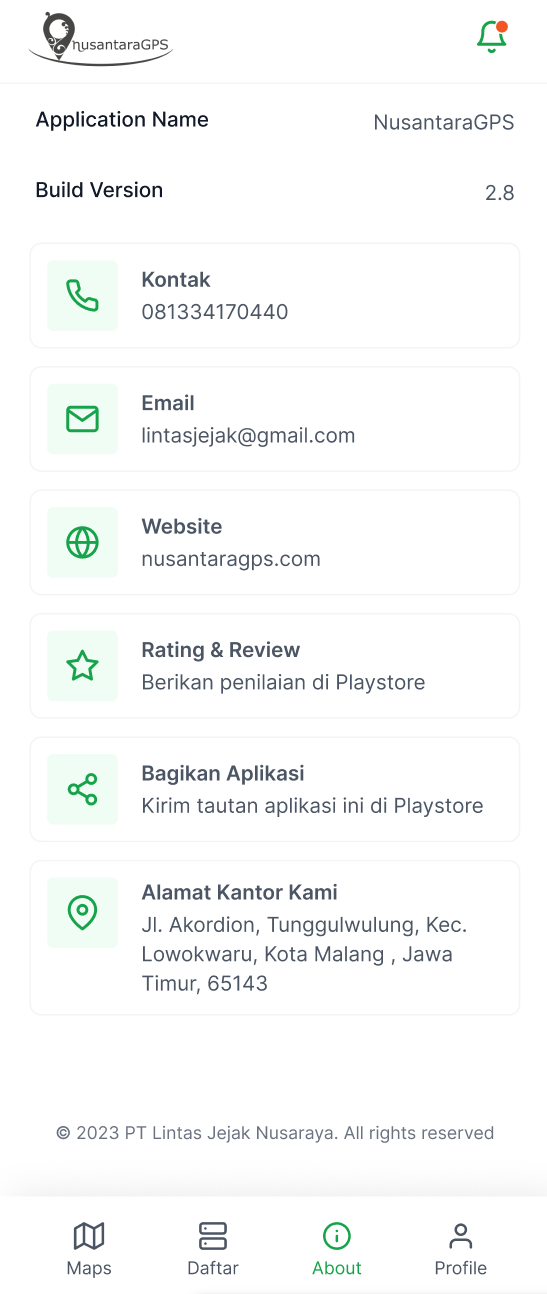 nusantaraGPS
Application Name
NusantaraGPS
Build Version
2.8
Kontak
081334170440
Email
lintasjejak@gmail.com
Website
nusantaragps.com
Rating & Review
Berikan penilaian di Playstore
Bagikan Aplikasi
Kirim tautan aplikasi ini di Playstore
Alamat Kantor Kami
Jl. Akordion, Tunggulwulung, Kec.
Lowokwaru, Kota Malang , Jawa
Timur, 65143
© 2023 PT Lintas Jejak Nusaraya. All rights reserved
Maps
Daftar
About
Profile